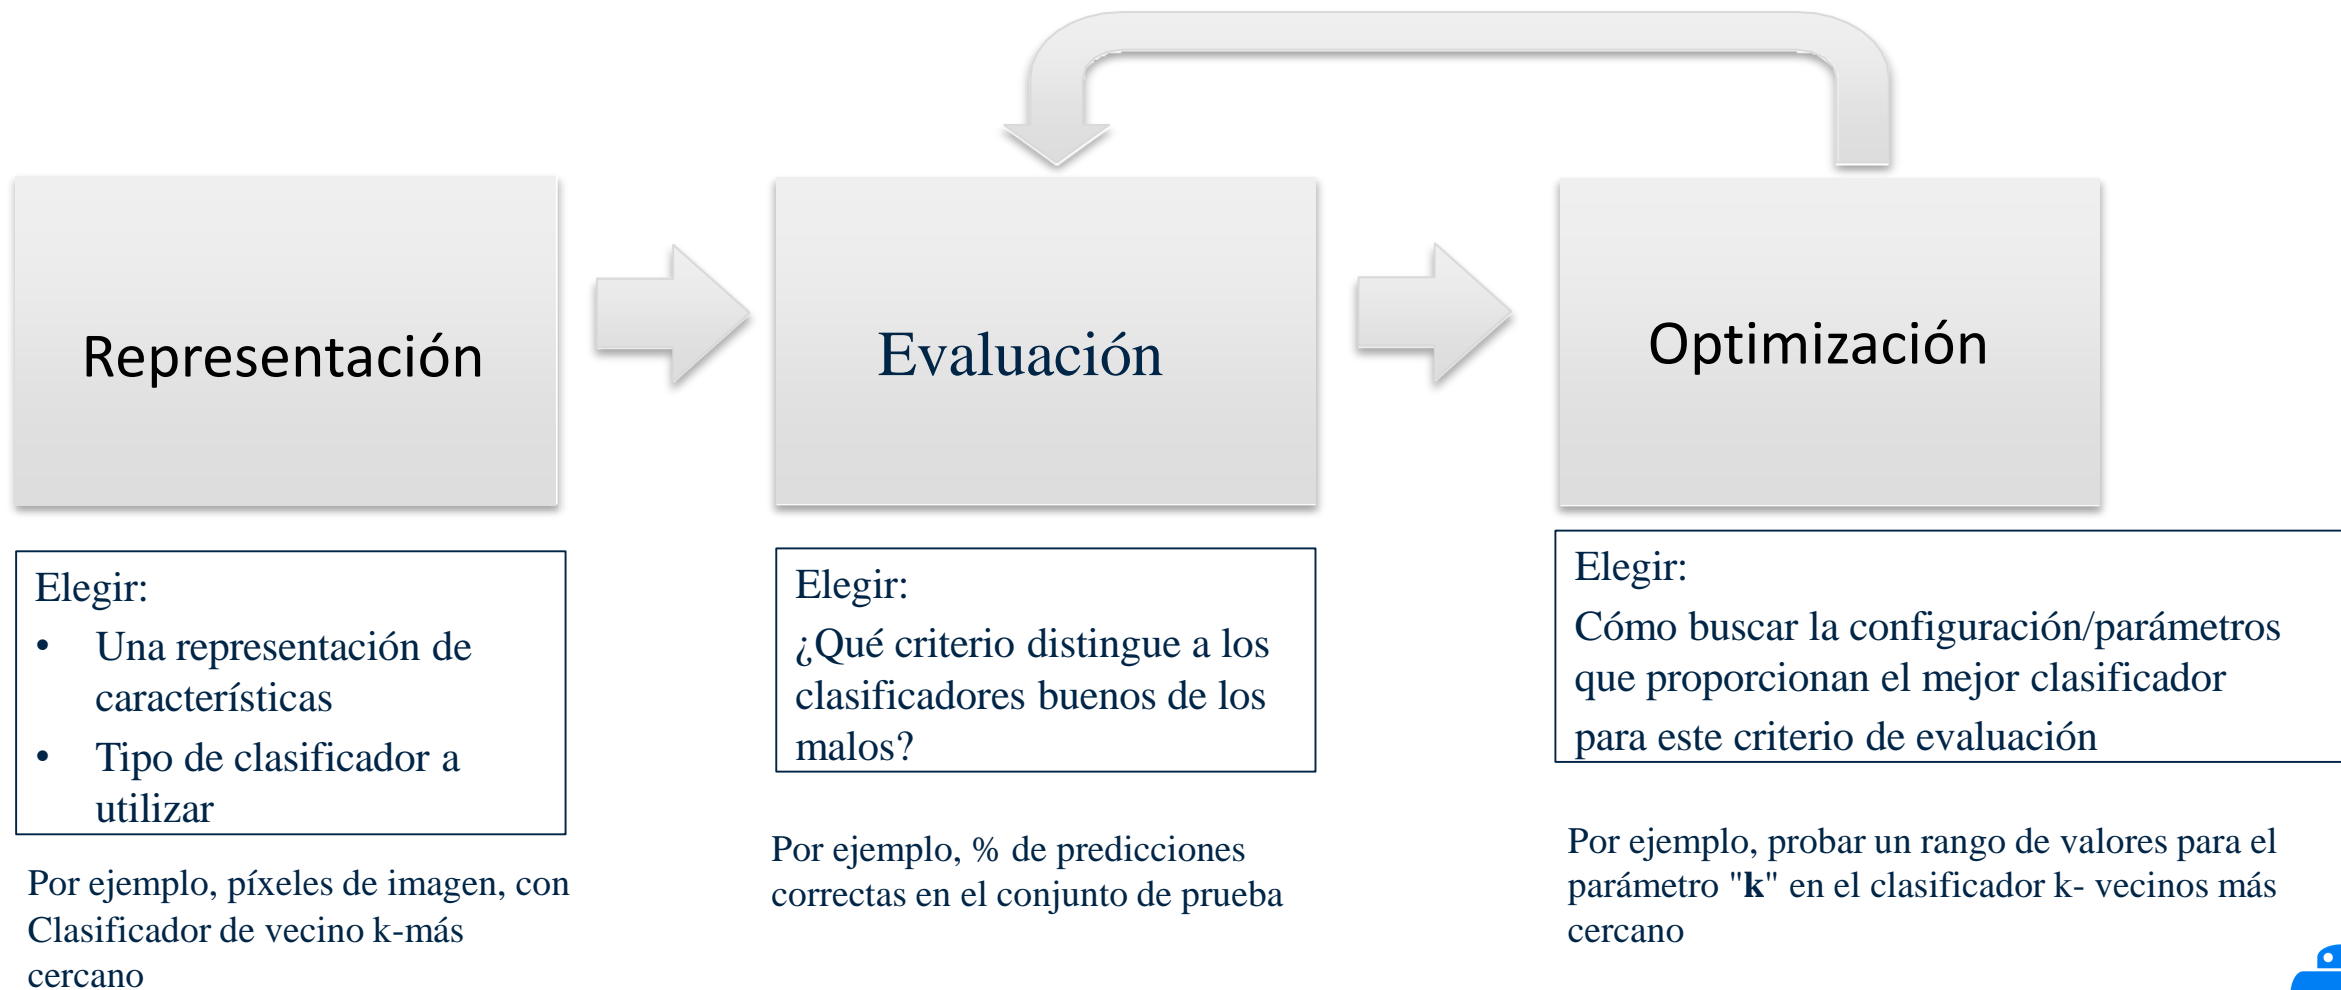 Representación
Evaluación
Optimización
Elegir:
• Una representación de
características
• Tipo de clasificador a
utilizar
Por ejemplo, píxeles de imagen, con
Clasificador de vecino k-más
cercano
Elegir:
¿Qué criterio distingue a los
clasificadores buenos de los
malos?
Por ejemplo, % de predicciones
correctas en el conjunto de prueba
Elegir:
Cómo buscar la configuración/parámetros
que proporcionan el mejor clasificador
para este criterio de evaluación
Por ejemplo, probar un rango de valores para el
parámetro "k" en el clasificador k- vecinos más
cercano